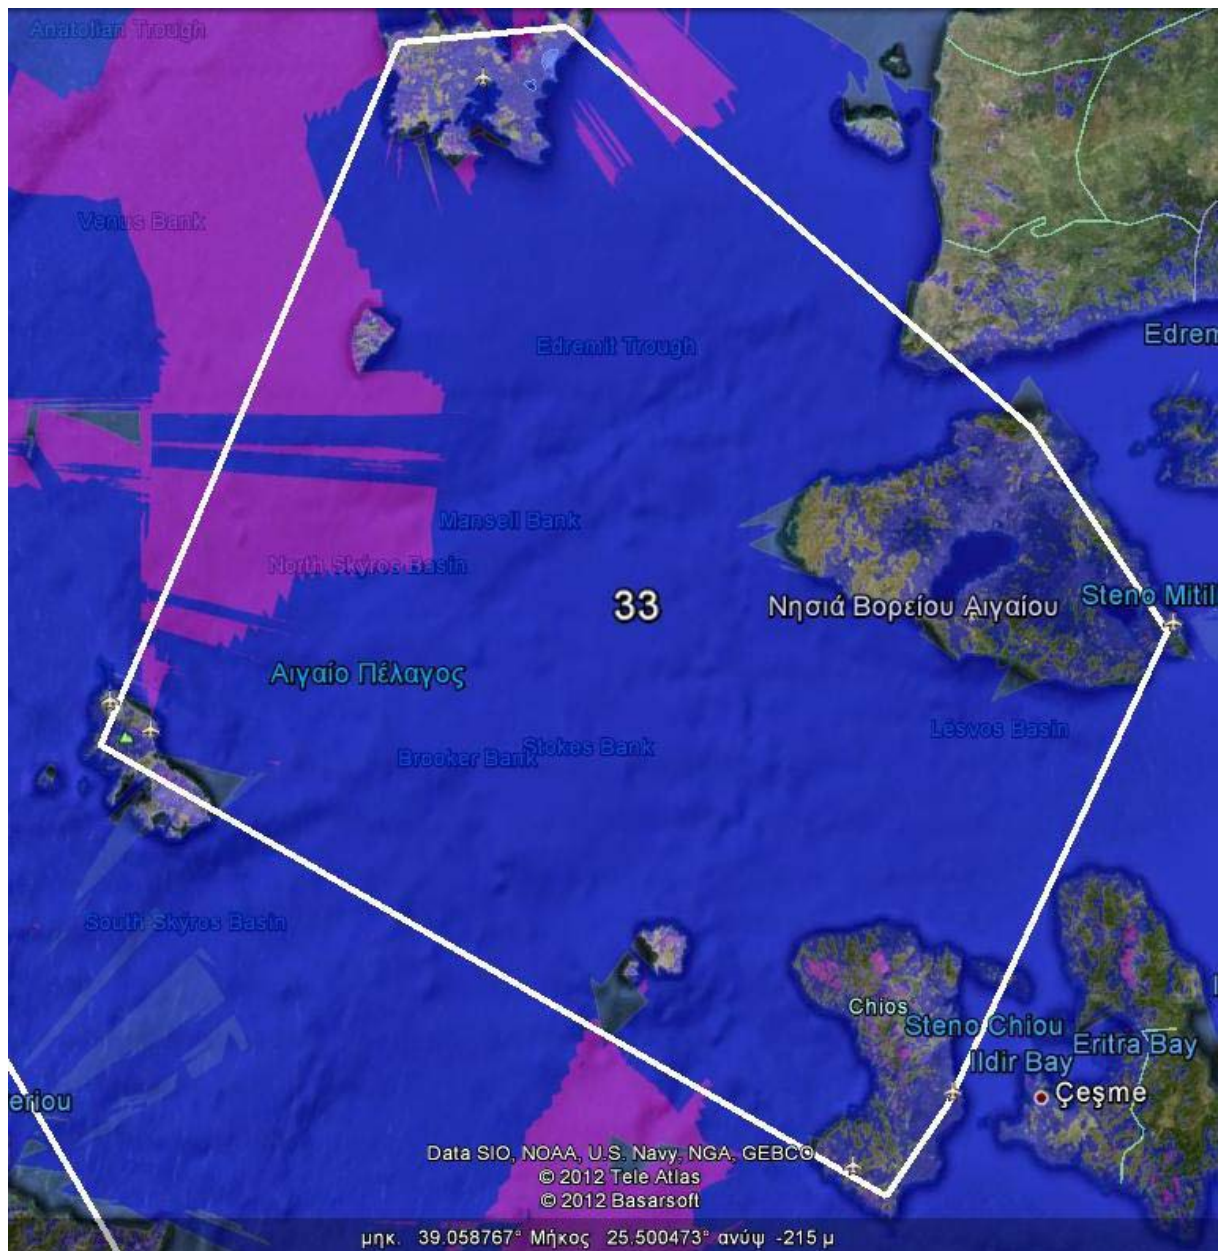 Anatolian Trough
Venus Bank
Edremit Trough
Edrem
Mansell Bank
North Skyros Basin
33
Νησιά Βορείου Αιγαίου
Steno Mitil
Αιγαίο Πέλαγος
Lesvos Basin
Stokes Bank
Brooker Bank
South Skyros Basin
Chios
Steno Chiou
Eritra Bay
Ildir Bay
eriou
Çeşme
Data SIO, NOAA, U.S. Navy, NGA, GEBCO
© 2012 Tele Atlas
© 2012 Basarsoft
μηκ. 39.058767° Μήκος 25.500473° ανύψ -215 μ